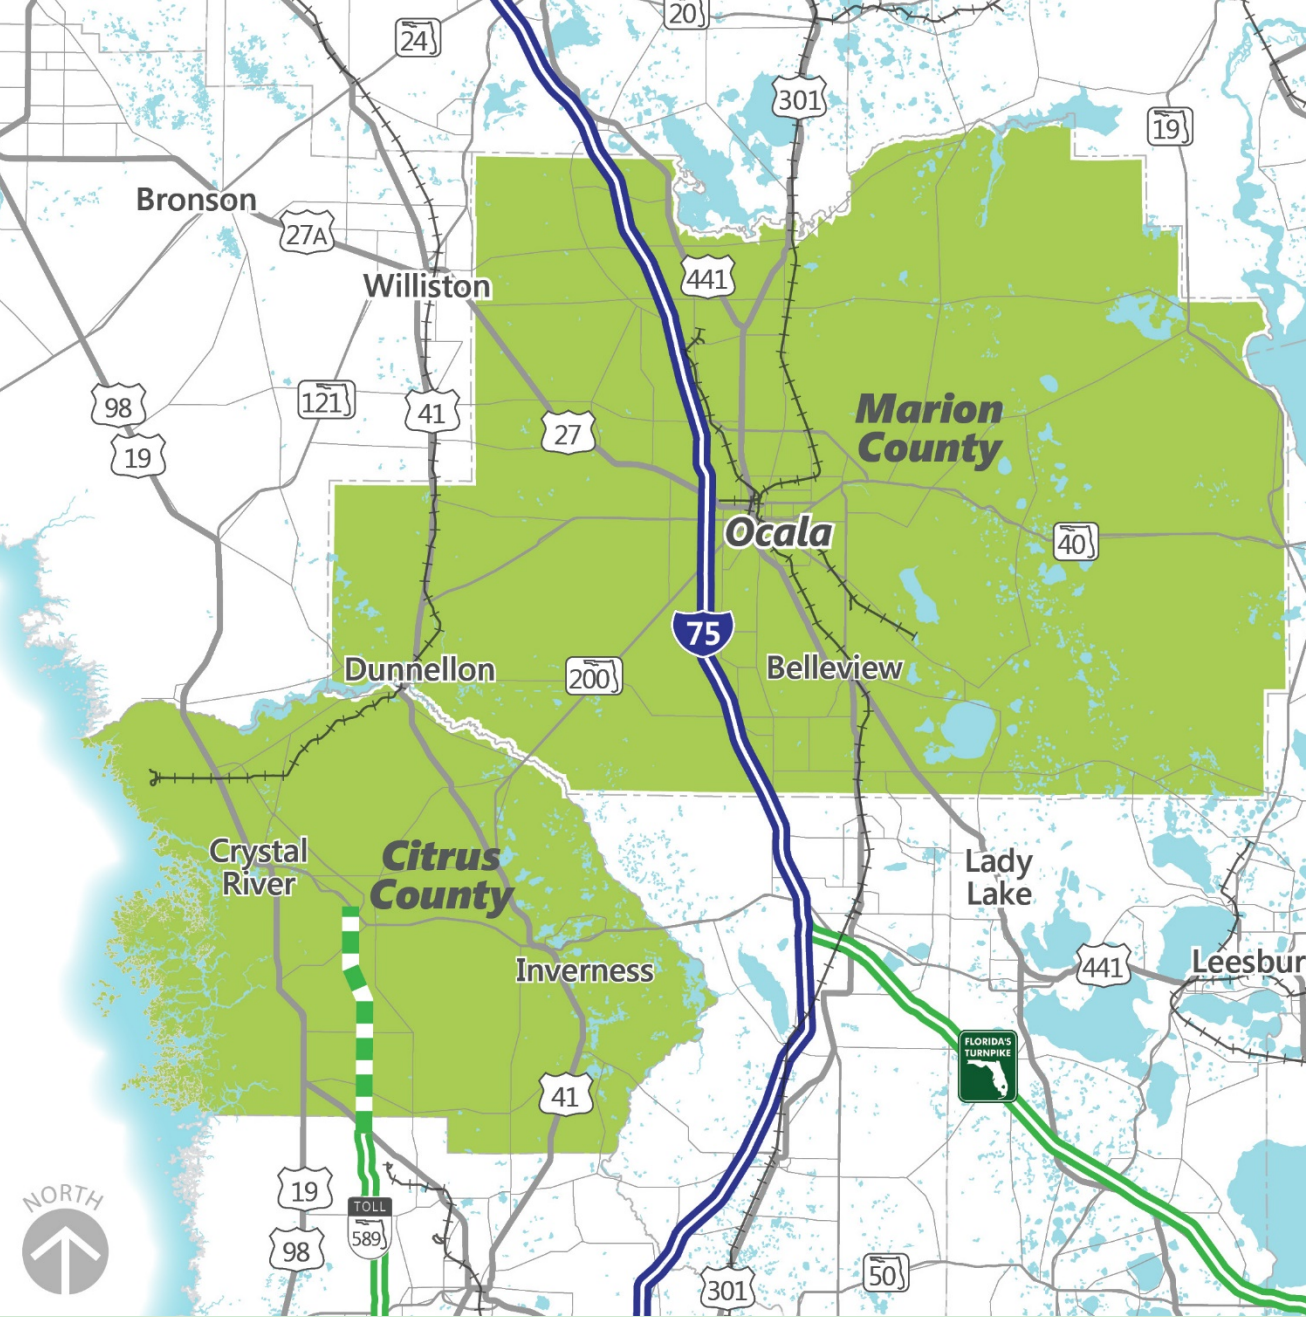 24
20
301
19
Bronson
27A
441
Williston
98
121
41
27
19
Marion
County
Ocala
40
75
Dunnellon
200
Belleview
Crystal
River
Citrus
County
Lady
Lake
Inverness
441
Leesbur
FLORIDA'S
TURNPIKE
41
NORTH
19
TOLL
589
98
301
50